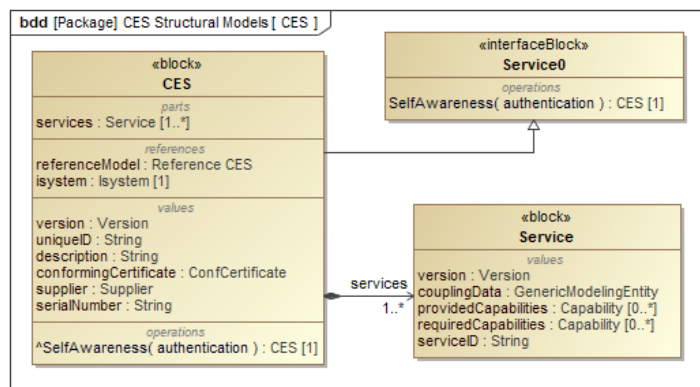 bdd [Package] CES Structural Models [ CES ]
«block»
CES
parts
services : Service [1..*]
references
referenceModel : Reference CES
isystem : Isystem [1]
values
version : Version
uniqueID : String
description : String
conformingCertificate : ConfCertificate
supplier : Supplier
serialNumber : String
operations
^SelfAwareness( authentication ) : CES [1]
«interfaceBlock»
Service0
operations
SelfAwareness( authentication ) : CES [1]
services
1..*
«block»
Service
values
version : Version
couplingData : GenericModelingEntity
providedCapabilities : Capability [0..*]
requiredCapabilities : Capability [0..*]
serviceID : String